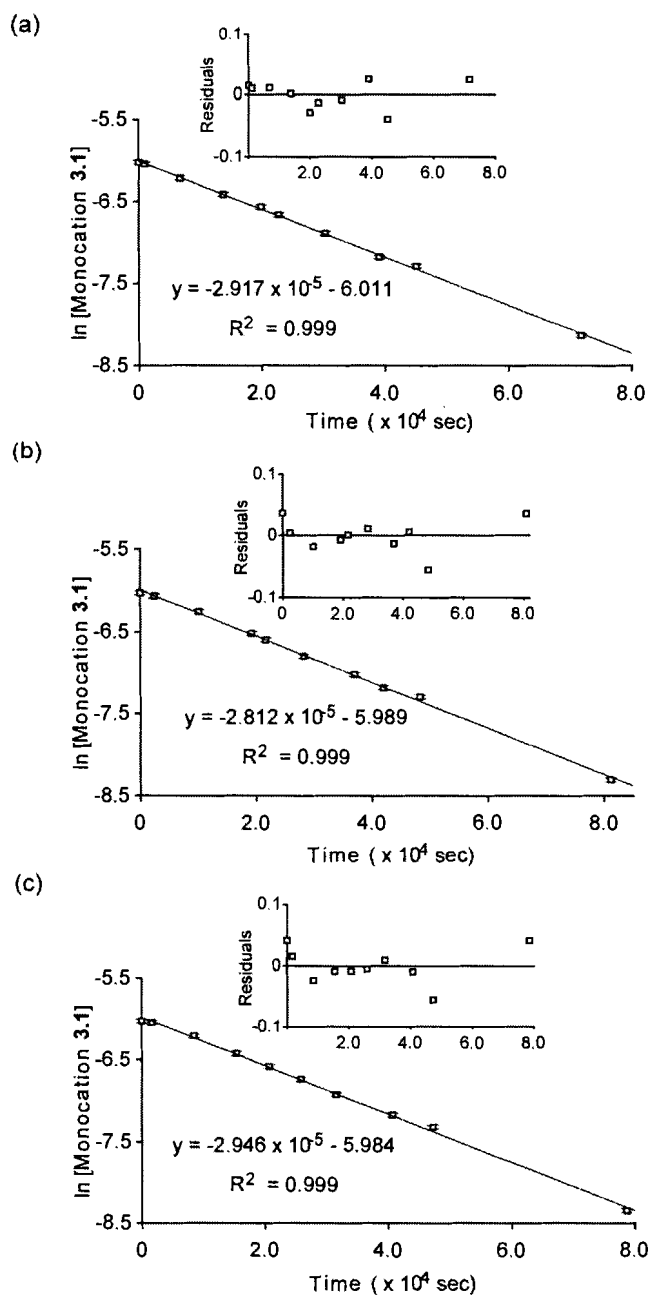 (a)
0.1
Residuals
0
-0.1
2.0 4.0 6.0 8.0
-5.5
ln [Monocation 3.1]
-6.5
-7.5
-8.5
y = -2.917 x 10-5 - 6.011
R2 = 0.999
0 2.0 4.0 6.0 8.0
Time ( x 104 sec)
(b)
0.1
Residuals
0
-0.1
0 2.0 4.0 6.0 8.0
-5.5
ln [Monocation 3.1]
-6.5
-7.5
-8.5
y = -2.812 x 10-5 - 5.989
R2 = 0.999
0 2.0 4.0 6.0 8.0
Time ( x 104 sec)
(c)
0.1
Residuals
0
-0.1
2.0 4.0 6.0 8.0
-5.5
ln [Monocation 3.1]
-6.5
-7.5
-8.5
y = -2.946 x 10-5 - 5.984
R2 = 0.999
0 2.0 4.0 6.0 8.0
Time ( x 104 sec)